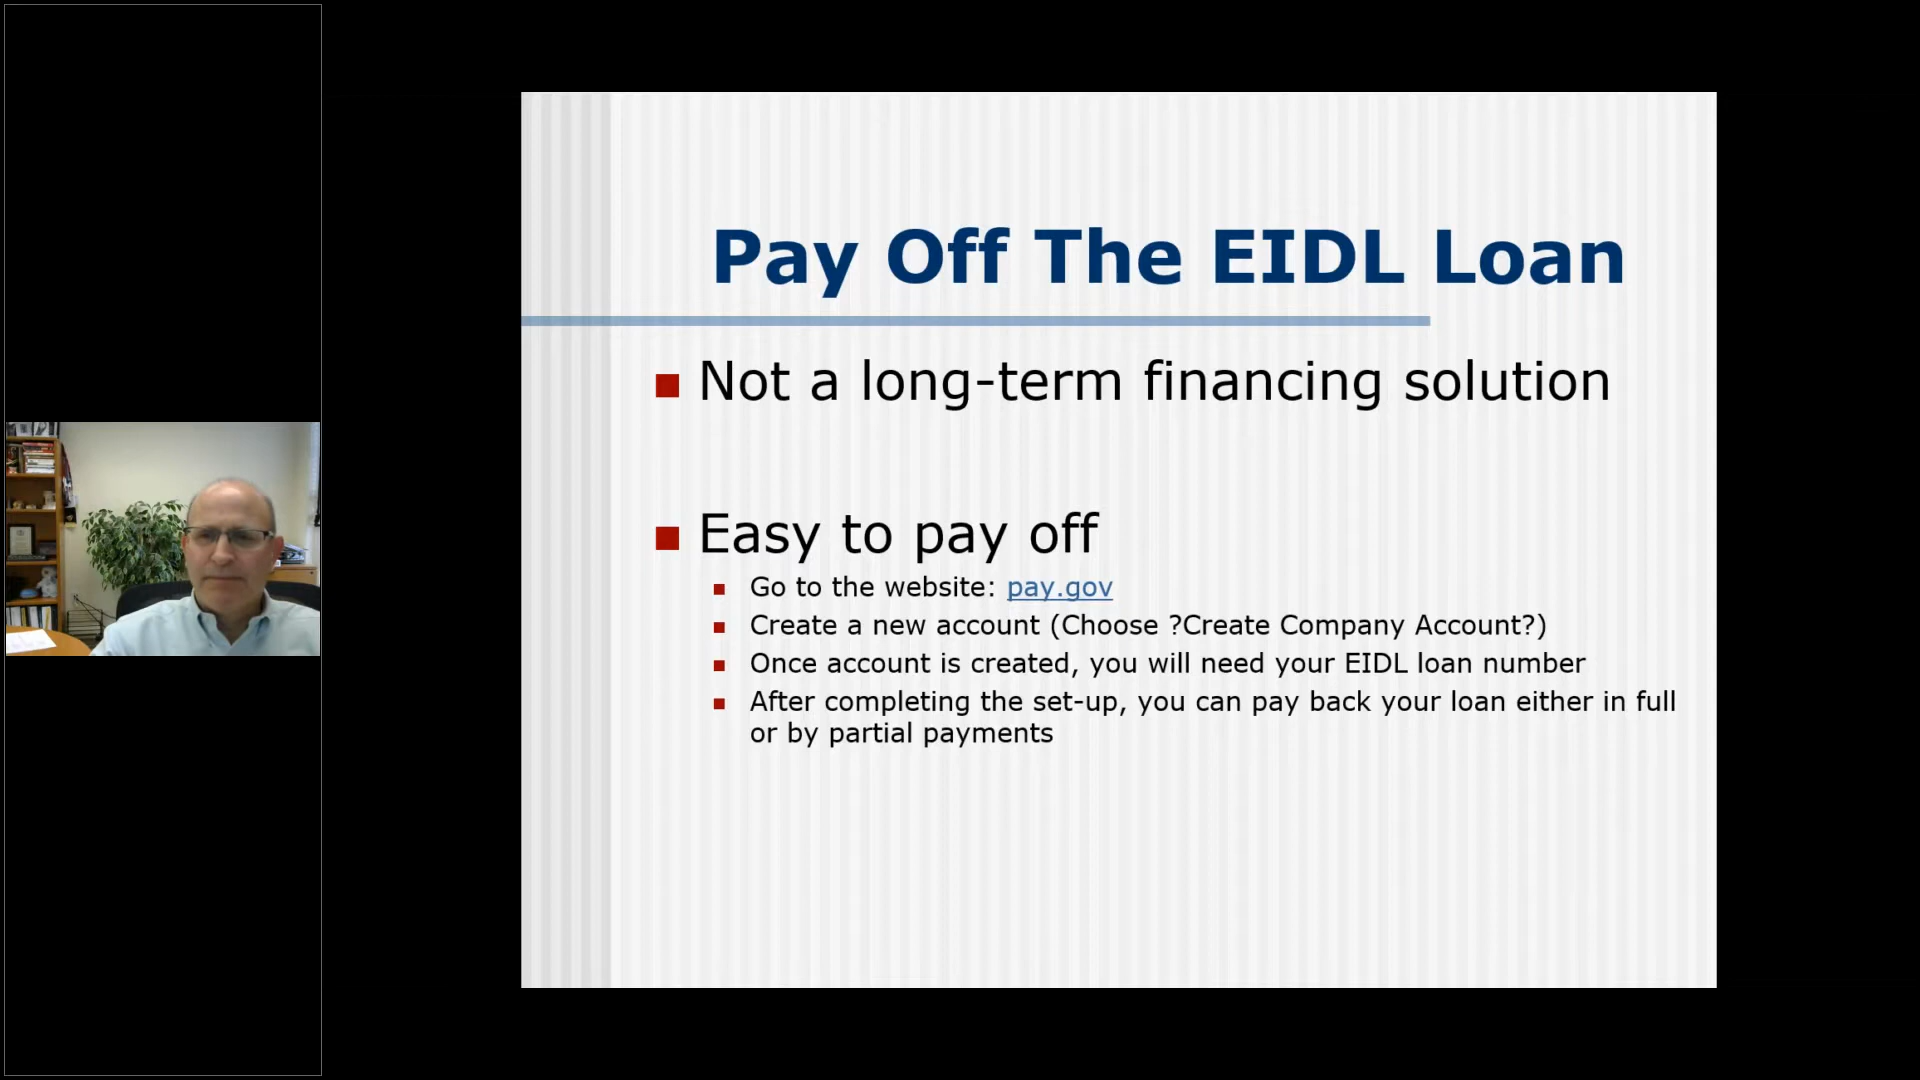 Pay Off The EIDL Loan
Not a long-term financing solution
Easy to pay off
Go to the website: pay.gov
Create a new account (Choose ?Create Company Account?)
Once account is created, you will need your EIDL loan number
After completing the set-up, you can pay back your loan either in full
or by partial payments